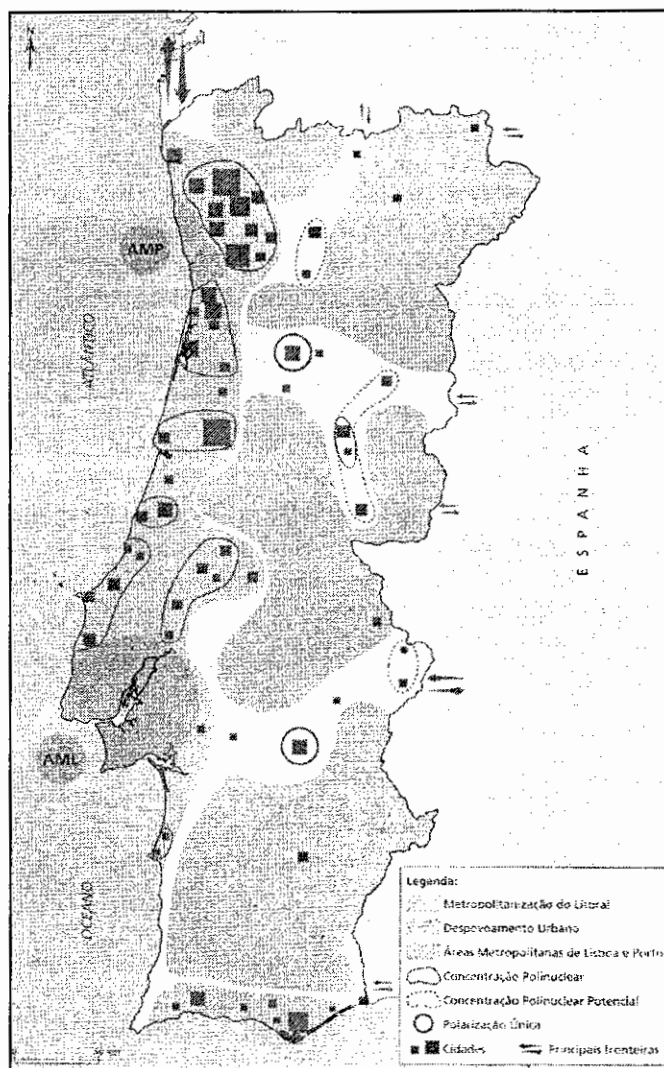 N
AMP
ATLÂNTICO
ESPANHA
AML
OCEANO
Legenda:
Metropolitanização do Litoral
Despovoamento Urbano
Áreas Metropolitanas de Lisboa e Porto
Concentração Polinuclear
Concentração Polinuclear Potencial
Polarização Única
Cidades
Principais fronteiras